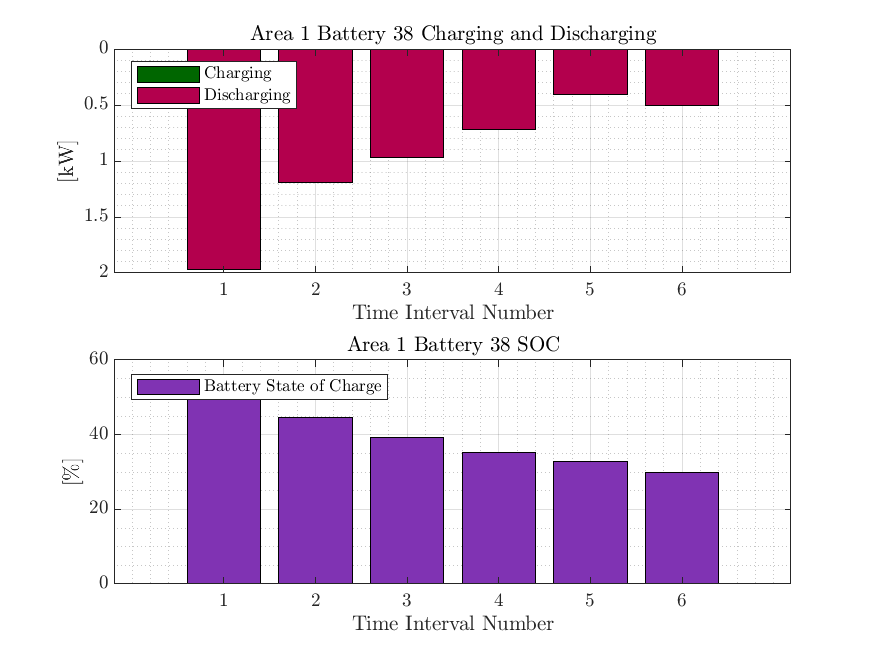 Area 1 Battery 38 Charging and Discharging
0
0.5
1
1.5
2
[kW]
Charging
Discharging
1 2 3 4 5 6
Time Interval Number
Area 1 Battery 38 SOC
60
40
20
0
[%]
Battery State of Charge
1 2 3 4 5 6
Time Interval Number